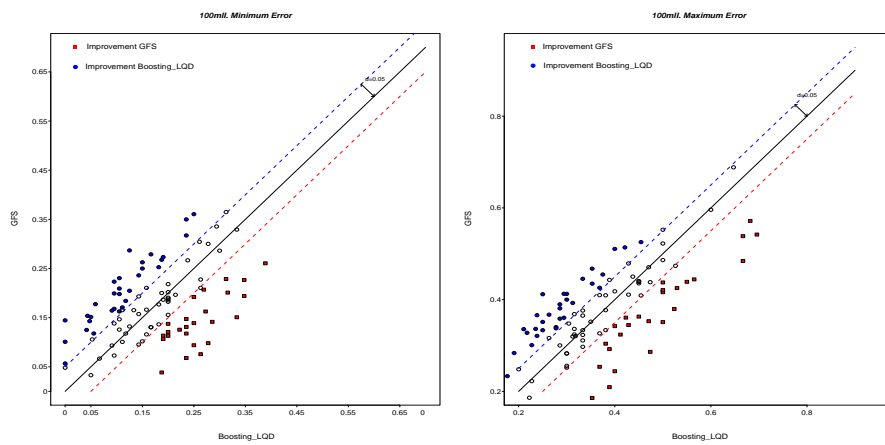 100mll. Minimum Error
Improvement GFS
Improvement Boosting_LQD
d=0.05
GFS
0.65
0.55
0.45
0.35
0.25
0.15
0.05
0
0
0.05
0.15
0.25
0.35
0.45
0.55
0.65
0
Boosting_LQD
100mll. Maximum Error
Improvement GFS
Improvement Boosting_LQD
d=0.05
GFS
0.8
0.6
0.4
0.2
0.2
0.4
0.6
0.8
Boosting_LQD